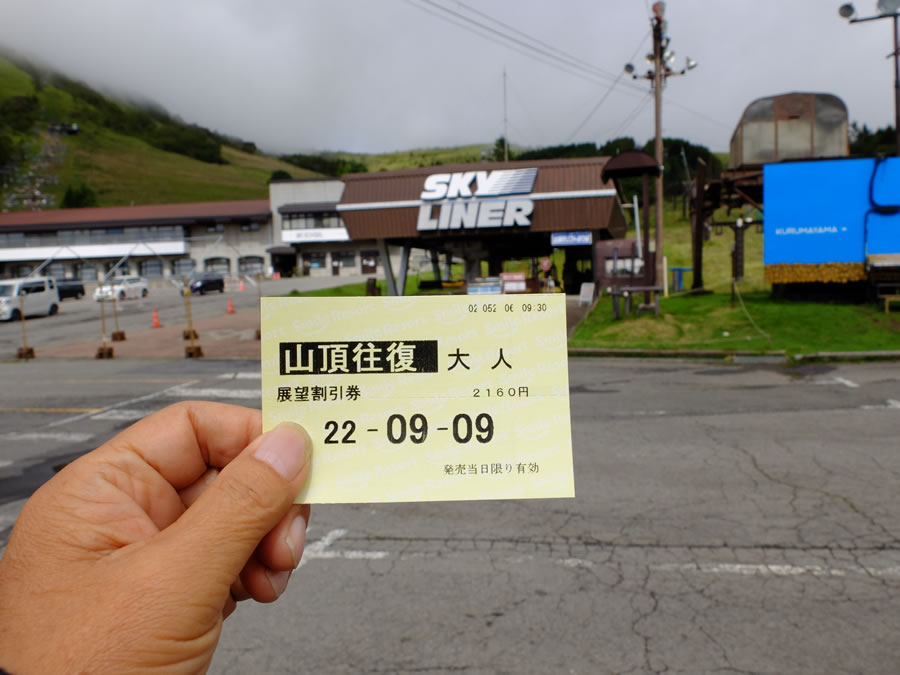 SKY
LINER
KURUMAYAMA
02 052 06 09:30
山頂往復 大人
展望割引券 2160円
22-09-09
発売当日限り有効